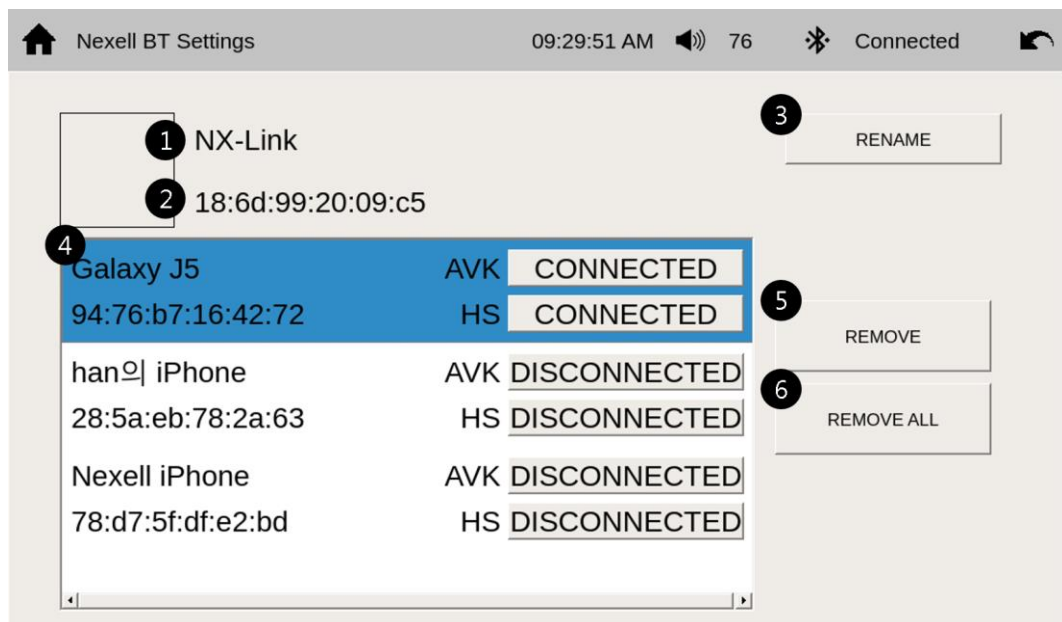 Nexell BT Settings 09:29:51 AM 76 Connected
1 NX-Link
2 18:6d:99:20:09:c5
3 RENAME
4
Galaxy J5 AVK CONNECTED
94:76:b7:16:42:72 HS CONNECTED
han의 iPhone AVK DISCONNECTED
28:5a:eb:78:2a:63 HS DISCONNECTED
Nexell iPhone AVK DISCONNECTED
78:d7:5f:df:e2:bd HS DISCONNECTED
5 REMOVE
6 REMOVE ALL